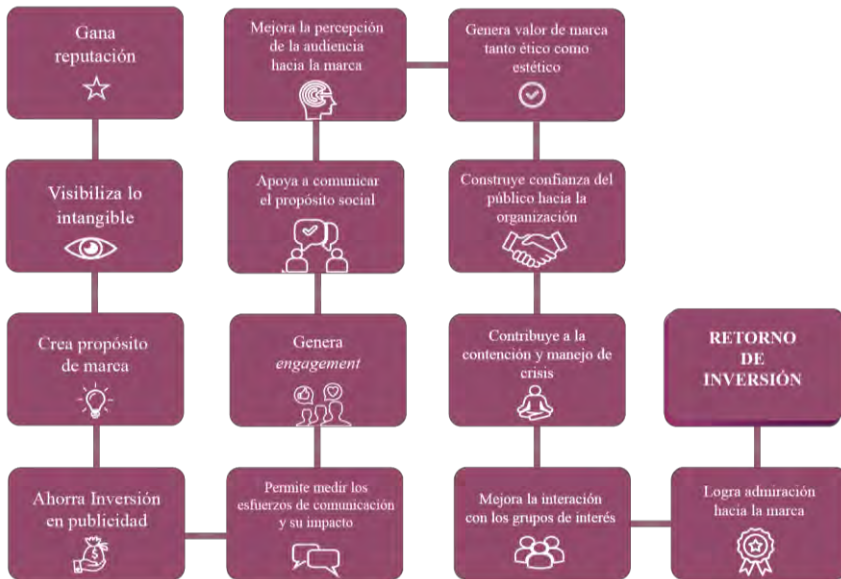 Gana
reputación
Visibiliza lo
intangible
Crea propósito
de marca
Ahorra Inversión
en publicidad
Permite medir los
esfuerzos de comunicación
y su impacto
Genera
engagement
Apoya a comunicar
el propósito social
Mejora la percepción
de la audiencia
hacia la marca
Genera valor de marca
tanto ético como
estético
Construye confianza del
público hacia la
organización
Contribuye a la
contención y manejo de
crisis
Mejora la interación
con los grupos de interés
Logra admiración
hacia la marca
RETORNO
DE
INVERSIÓN